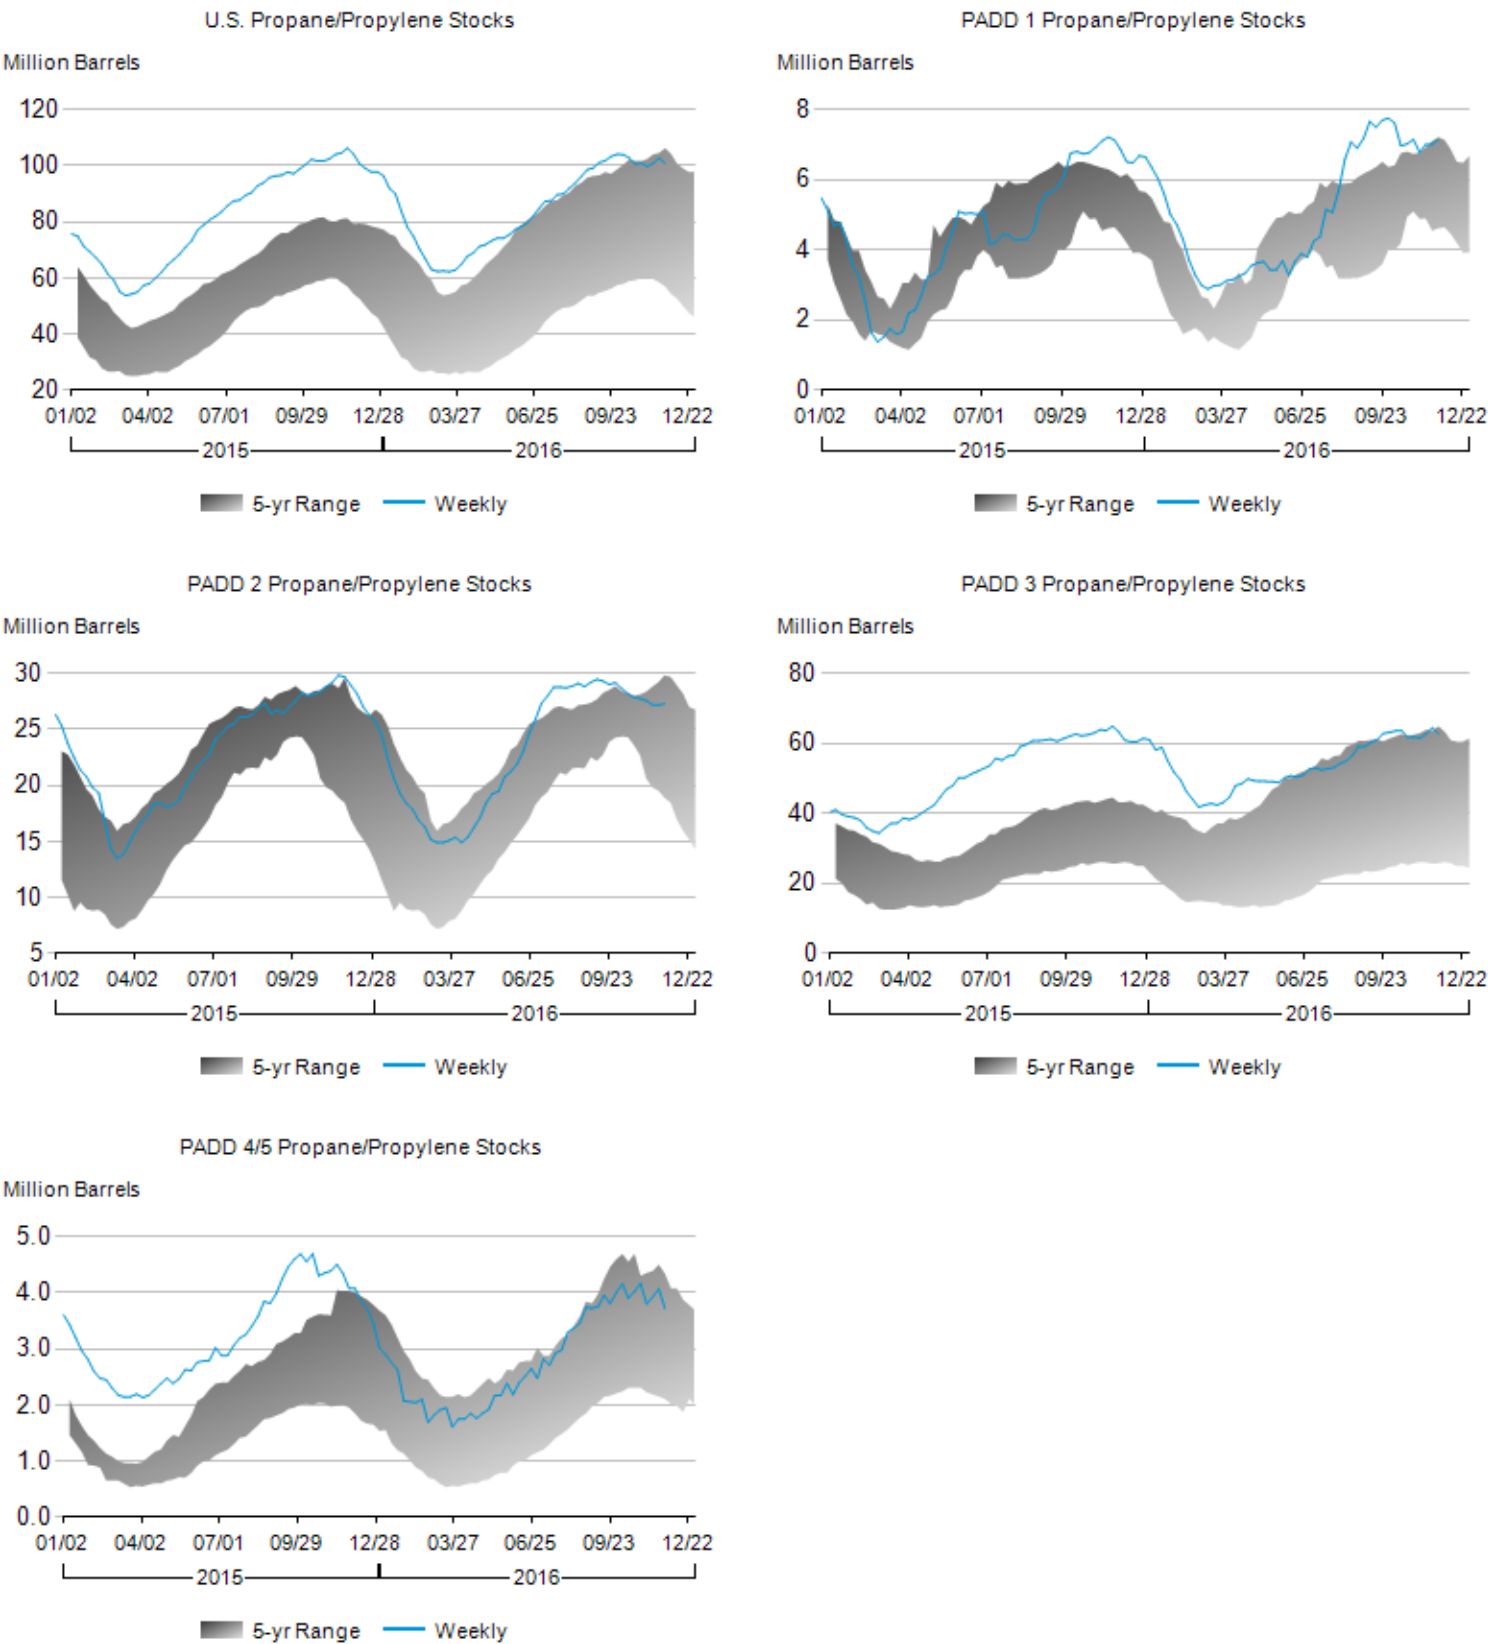 U.S. Propane/Propylene Stocks
Million Barrels
120
100
80
60
40
20
01/02 04/02 07/01 09/29 12/28 03/27 06/25 09/23 12/22
2015 2016
5-yr Range Weekly
PADD 1 Propane/Propylene Stocks
Million Barrels
8
6
4
2
0
01/02 04/02 07/01 09/29 12/28 03/27 06/25 09/23 12/22
2015 2016
5-yr Range Weekly
PADD 2 Propane/Propylene Stocks
Million Barrels
30
25
20
15
10
5
01/02 04/02 07/01 09/29 12/28 03/27 06/25 09/23 12/22
2015 2016
5-yr Range Weekly
PADD 3 Propane/Propylene Stocks
Million Barrels
80
60
40
20
0
01/02 04/02 07/01 09/29 12/28 03/27 06/25 09/23 12/22
2015 2016
5-yr Range Weekly
PADD 4/5 Propane/Propylene Stocks
Million Barrels
5.0
4.0
3.0
2.0
1.0
0.0
01/02 04/02 07/01 09/29 12/28 03/27 06/25 09/23 12/22
2015 2016
5-yr Range Weekly